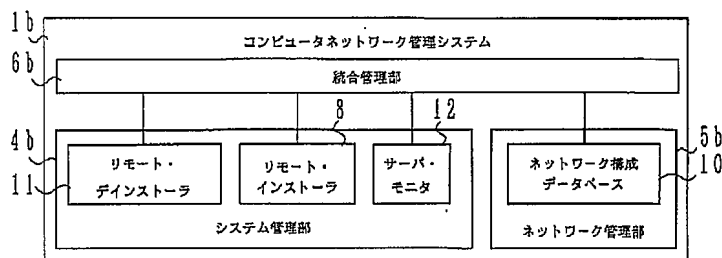 1b
コンピュータネットワーク管理システム
6b
統合管理部
8
12
4b
5b
リモート・
デインストーラ
リモート・
インストーラ
サーバ・
モニタ
ネットワーク構成
データベース
11
10
システム管理部
ネットワーク管理部